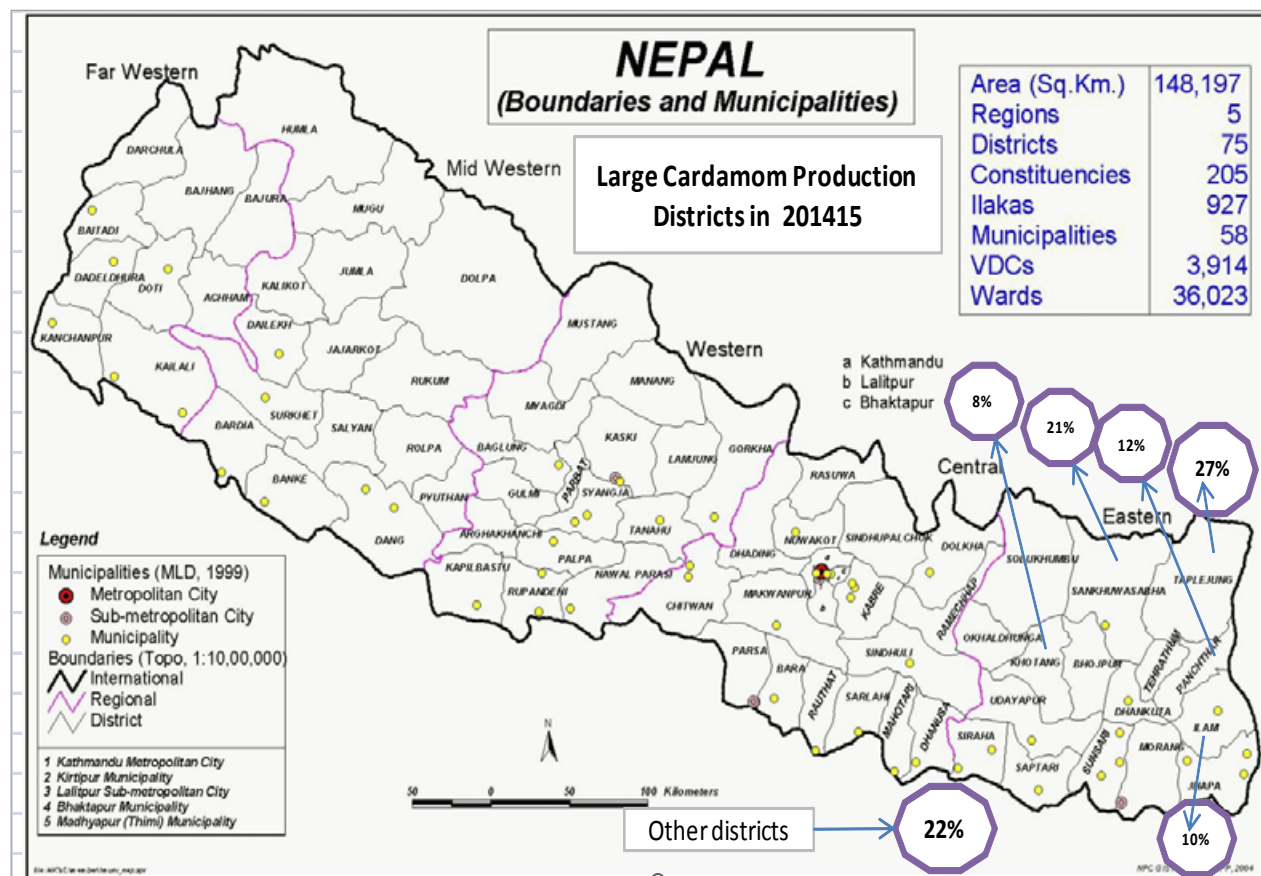 NEPAL
(Boundaries and Municipalities)
Large Cardamom Production
Districts in 201415
Area (Sq.Km.) 148,197
Regions 5
Districts 75
Constituencies 205
Ilakas 927
Municipalities 58
VDCs 3,914
Wards 36,023
Far Western
Mid Western
Western
Central
Eastern
a Kathmandu
b Lalitpur
c Bhaktapur
8%
21%
12%
27%
HUMLA
DARCHULA
BAJHANG
BAJURA
MUGU
BAITADI
DADELDHURA
DOTI
ACHHAM
KALIKOT
JUMLA
DOLPA
KANCHANPUR
KAILALI
DAILEKH
JAJARKOT
MUSTANG
RUKUM
MANANG
MYAGDI
BARDIA
SURKHET
SALYAN
ROLPA
BAGLUNG
KASKI
LAMJUNG
GORKHA
BANKE
PYUTHAN
GULMI
PARBAT
SYANGJA
TANAHU
RASUWA
DANG
ARGHAKHANCHI
PALPA
NUWAKOT
SINDHUPALCHOK
DOLKHA
SOLUKHUMBU
SANKHUWASABHA
TAPLEJUNG
KAPILBASTU
RUPANDENI
NAWAL PARASI
DHADING
CHITWAN
MAKWANPUR
a
c
b
KABRE
RAMECHHAP
OKHALDHUNGA
KHOTANG
BHOJPUR
TEHRATHUM
PANCHTHAR
PARSA
BARA
RAUTHAT
SARLAHI
SINDHULI
MAHOTARI
DHANUSA
UDAYAPUR
DHANKUTA
ILAM
SIRAHA
SAPTARI
SUNSARI
MORANG
JHAPA
Legend
Municipalities (MLD, 1999)
Metropolitan City
Sub-metropolitan City
Municipality
Boundaries (Topo, 1:10,00,000)
International
Regional
District
1 Kathmandu Metropolitan City
2 Kirtipur Municipality
3 Lalitpur Sub-metropolitan City
4 Bhaktapur Municipality
5 Madhyapur (Thimi) Municipality
N
50 0 50 100 Kilometers
Other districts
22%
10%